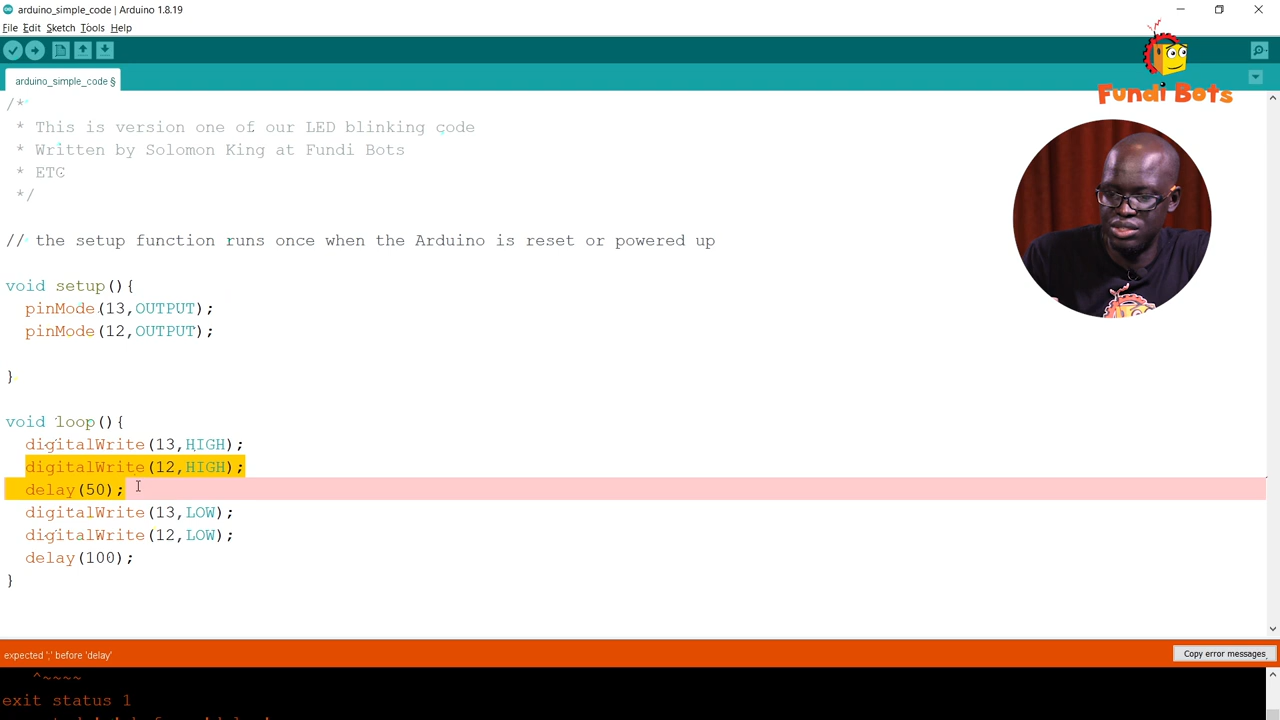 arduino_simple_code | Arduino 1.8.19
File Edit Sketch Tools Help
arduino_simple_code §
Fundi Bots
/*
* This is version one of our LED blinking code
* Written by Solomon King at Fundi Bots
* ETC
*/
// the setup function runs once when the Arduino is reset or powered up
void setup(){
pinMode(13,OUTPUT);
pinMode(12,OUTPUT);
}
void loop(){
digitalWrite(13,HIGH);
digitalWrite(12,HIGH);
delay(50);
digitalWrite(13,LOW);
digitalWrite(12,LOW);
delay(100);
}
expected ';' before 'delay'
Copy error messages
^~~~~
exit status 1